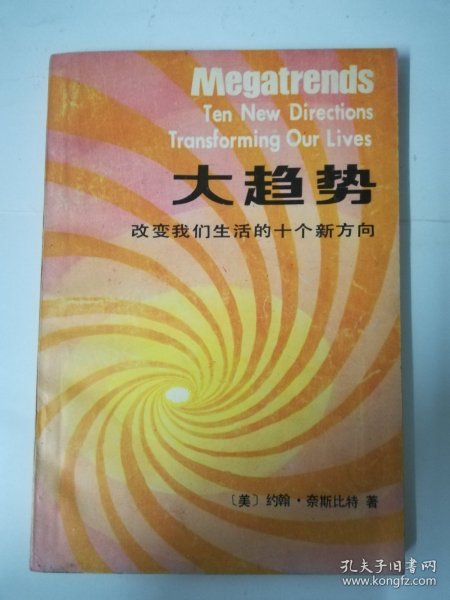 Megatrends
Ten New Directions
Transforming Our Lives
大趋势
改变我们生活的十个新方向
〔美〕约翰·奈斯比特 著
孔夫子旧书网
www.kongfz.com